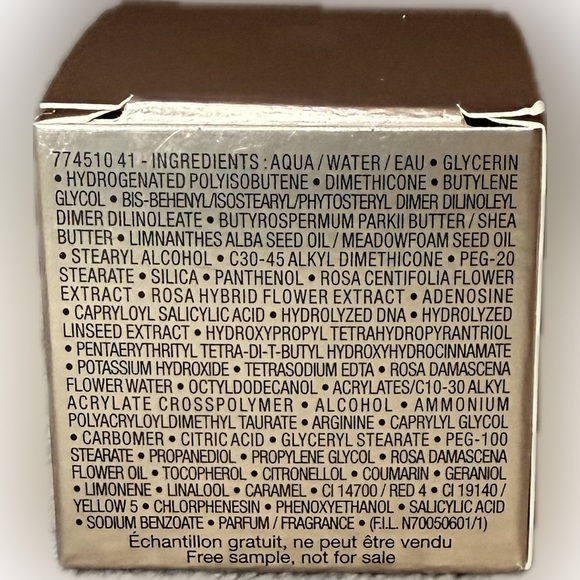 774510 41 - INGREDIENTS : AQUA / WATER / EAU • GLYCERIN
• HYDROGENATED POLYISOBUTENE • DIMETHICONE • BUTYLENE
GLYCOL • BIS-BEHENYL/ISOSTEARYL/PHYTOSTERYL DIMER DILINOLEYL
DIMER DILINOLEATE • BUTYROSPERMUM PARKII BUTTER / SHEA
BUTTER • LIMNANTHES ALBA SEED OIL / MEADOWFOAM SEED OIL
• STEARYL ALCOHOL • C30-45 ALKYL DIMETHICONE • PEG-20
STEARATE • SILICA • PANTHENOL • ROSA CENTIFOLIA FLOWER
EXTRACT • ROSA HYBRID FLOWER EXTRACT • ADENOSINE
• CAPRYLOYL SALICYLIC ACID • HYDROLYZED DNA • HYDROLYZED
LINSEED EXTRACT • HYDROXYPROPYL TETRAHYDROPYRANTRIOL
• PENTAERYTHRITYL TETRA-DI-T-BUTYL HYDROXYHYDROCINNAMATE
• POTASSIUM HYDROXIDE • TETRASODIUM EDTA • ROSA DAMASCENA
FLOWER WATER • OCTYLDODECANOL • ACRYLATES/C10-30 ALKYL
ACRYLATE CROSSPOLYMER • ALCOHOL • AMMONIUM
POLYACRYLOYLDIMETHYL TAURATE • ARGININE • CAPRYLYL GLYCOL
• CARBOMER • CITRIC ACID • GLYCERYL STEARATE • PEG-100
STEARATE • PROPANEDIOL • PROPYLENE GLYCOL • ROSA DAMASCENA
FLOWER OIL • TOCOPHEROL • CITRONELLOL • COUMARIN • GERANIOL
• LIMONENE • LINALOOL • CARAMEL • CI 14700 / RED 4 • CI 19140 /
YELLOW 5 • CHLORPHENESIN • PHENOXYETHANOL • SALICYLIC ACID
• SODIUM BENZOATE • PARFUM / FRAGRANCE • (F.I.L. N70050601/1)
Échantillon gratuit, ne peut être vendu
Free sample, not for sale